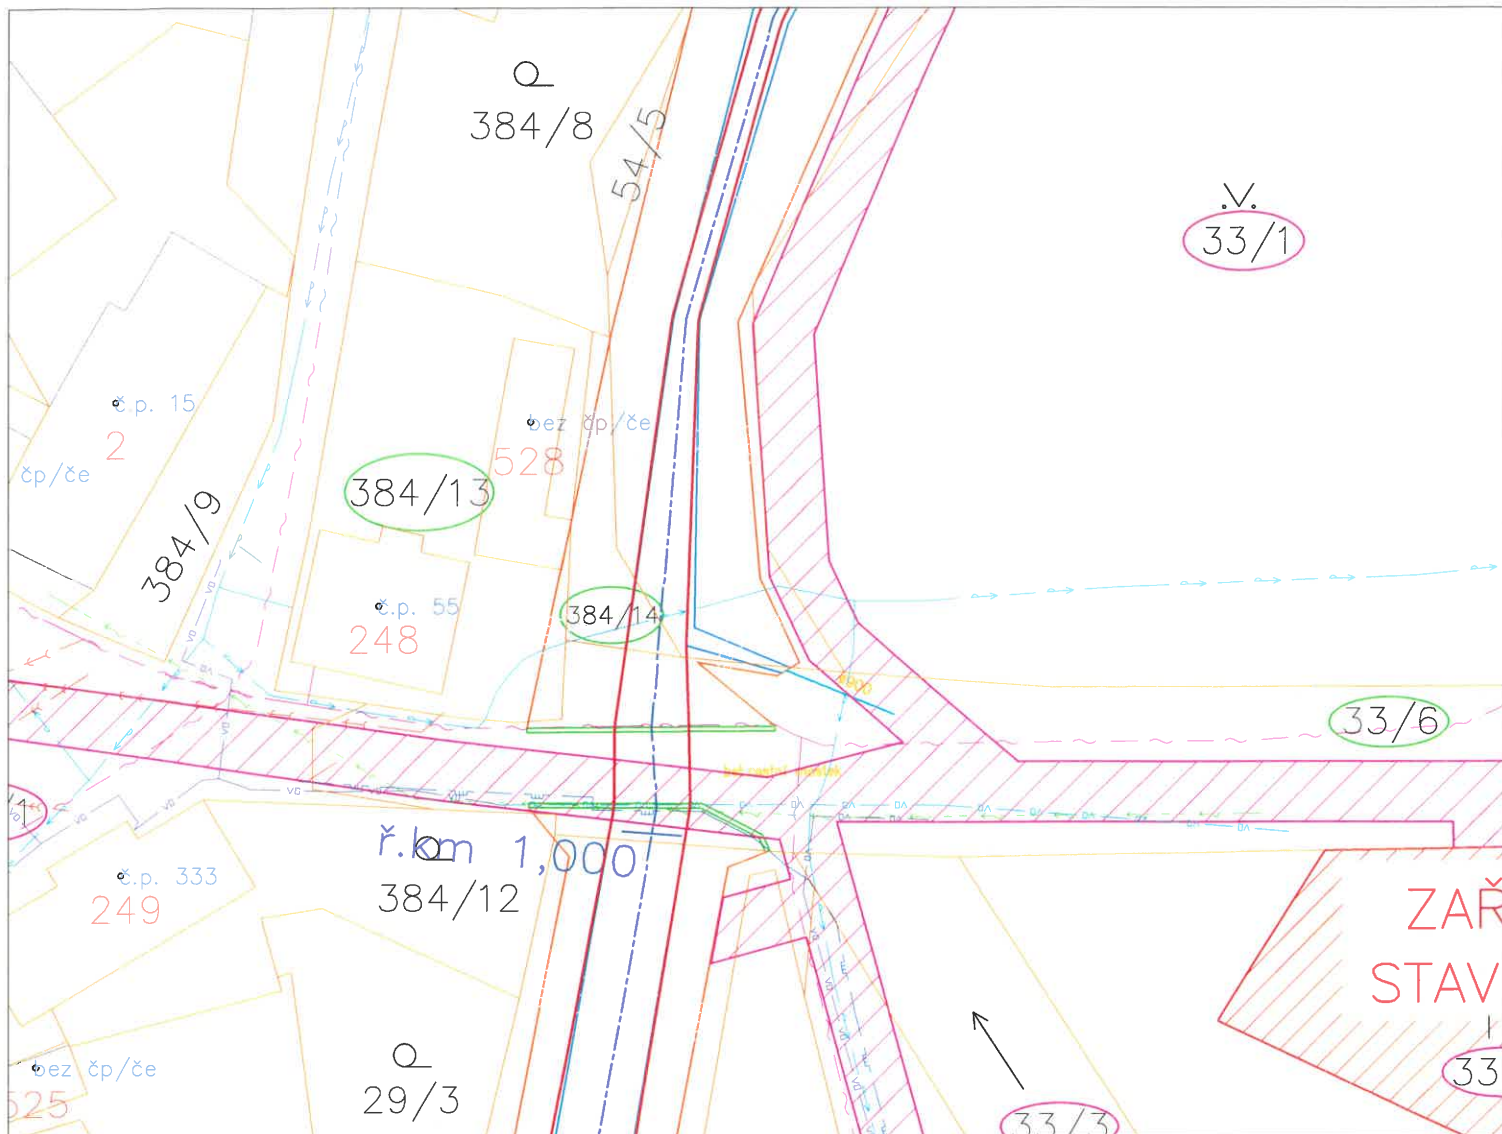 384/8
54/5
.V.
33/1
č.p. 15
2
čp/če
bez čp/če
528
384/13
384/9
č.p. 55
248
384/14
33/6
ř.km 1,000
384/12
č.p. 333
249
/1
ZAŘ
STAV
33
bez čp/če
525
29/3
33/3